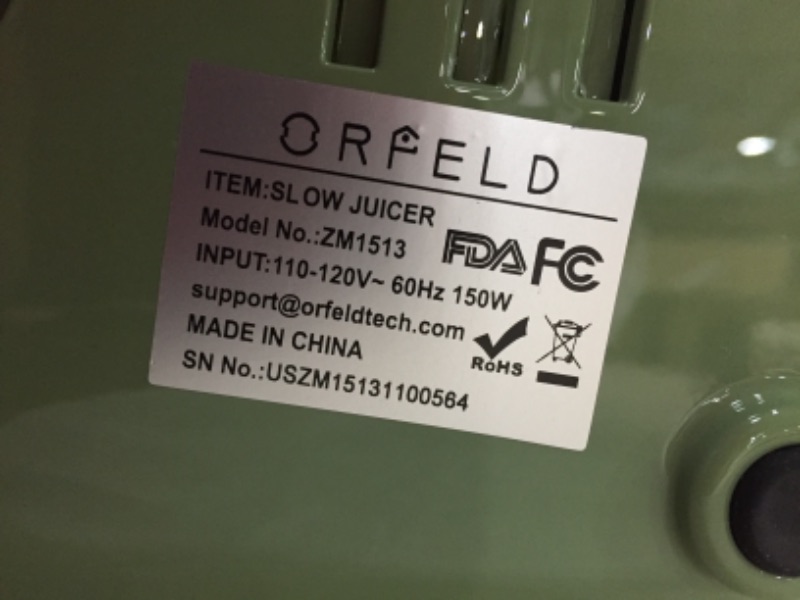 ORFELD
ITEM:SLOW JUICER
Model No.:ZM1513
FDA FC
INPUT:110-120V~ 60Hz 150W
support@orfeldtech.com
MADE IN CHINA
RoHS
SN No.:USZM15131100564